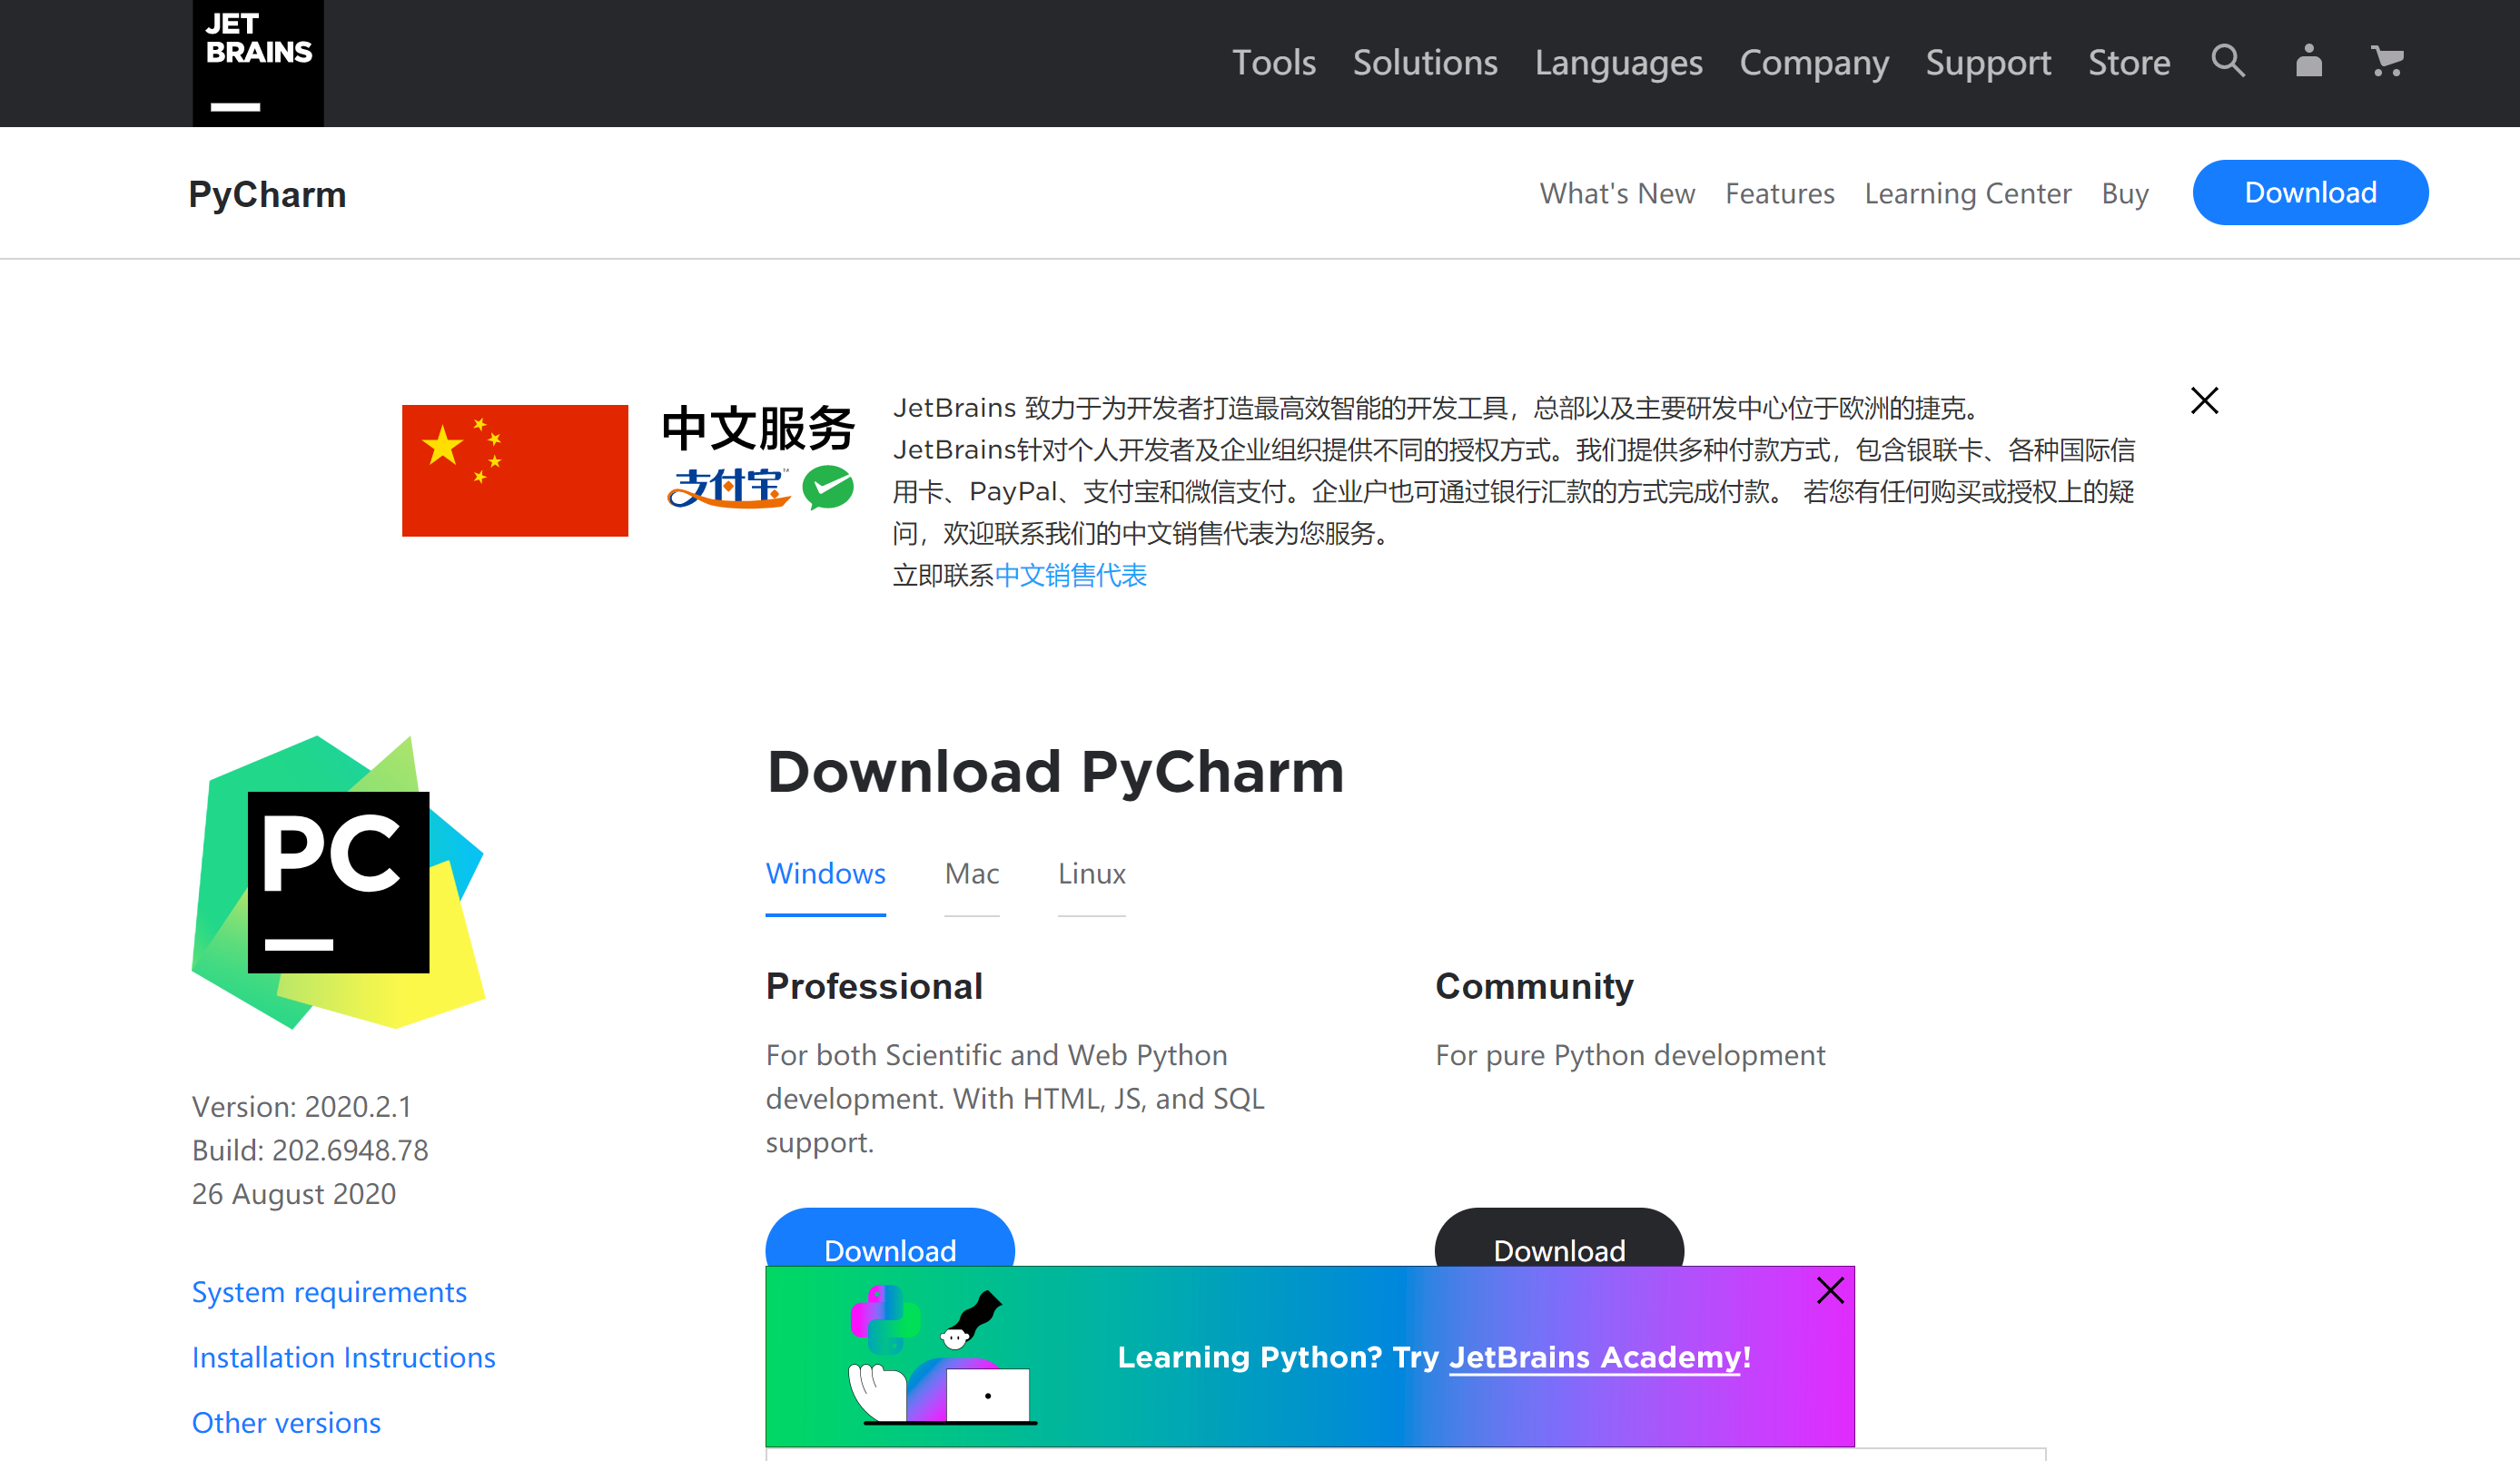 JET
BRAINS
Tools Solutions Languages Company Support Store
PyCharm
What's New Features Learning Center Buy Download
中文服务
支付宝
JetBrains 致力于为开发者打造最高效智能的开发工具，总部以及主要研发中心位于欧洲的捷克。
JetBrains针对个人开发者及企业组织提供不同的授权方式。我们提供多种付款方式，包含银联卡、各种国际信
用卡、PayPal、支付宝和微信支付。企业户也可通过银行汇款的方式完成付款。 若您有任何购买或授权上的疑
问，欢迎联系我们的中文销售代表为您服务。
立即联系中文销售代表
PC
Version: 2020.2.1
Build: 202.6948.78
26 August 2020
System requirements
Installation Instructions
Other versions
Download PyCharm
Windows Mac Linux
Professional
For both Scientific and Web Python
development. With HTML, JS, and SQL
support.
Download
Community
For pure Python development
Download
Learning Python? Try JetBrains Academy!